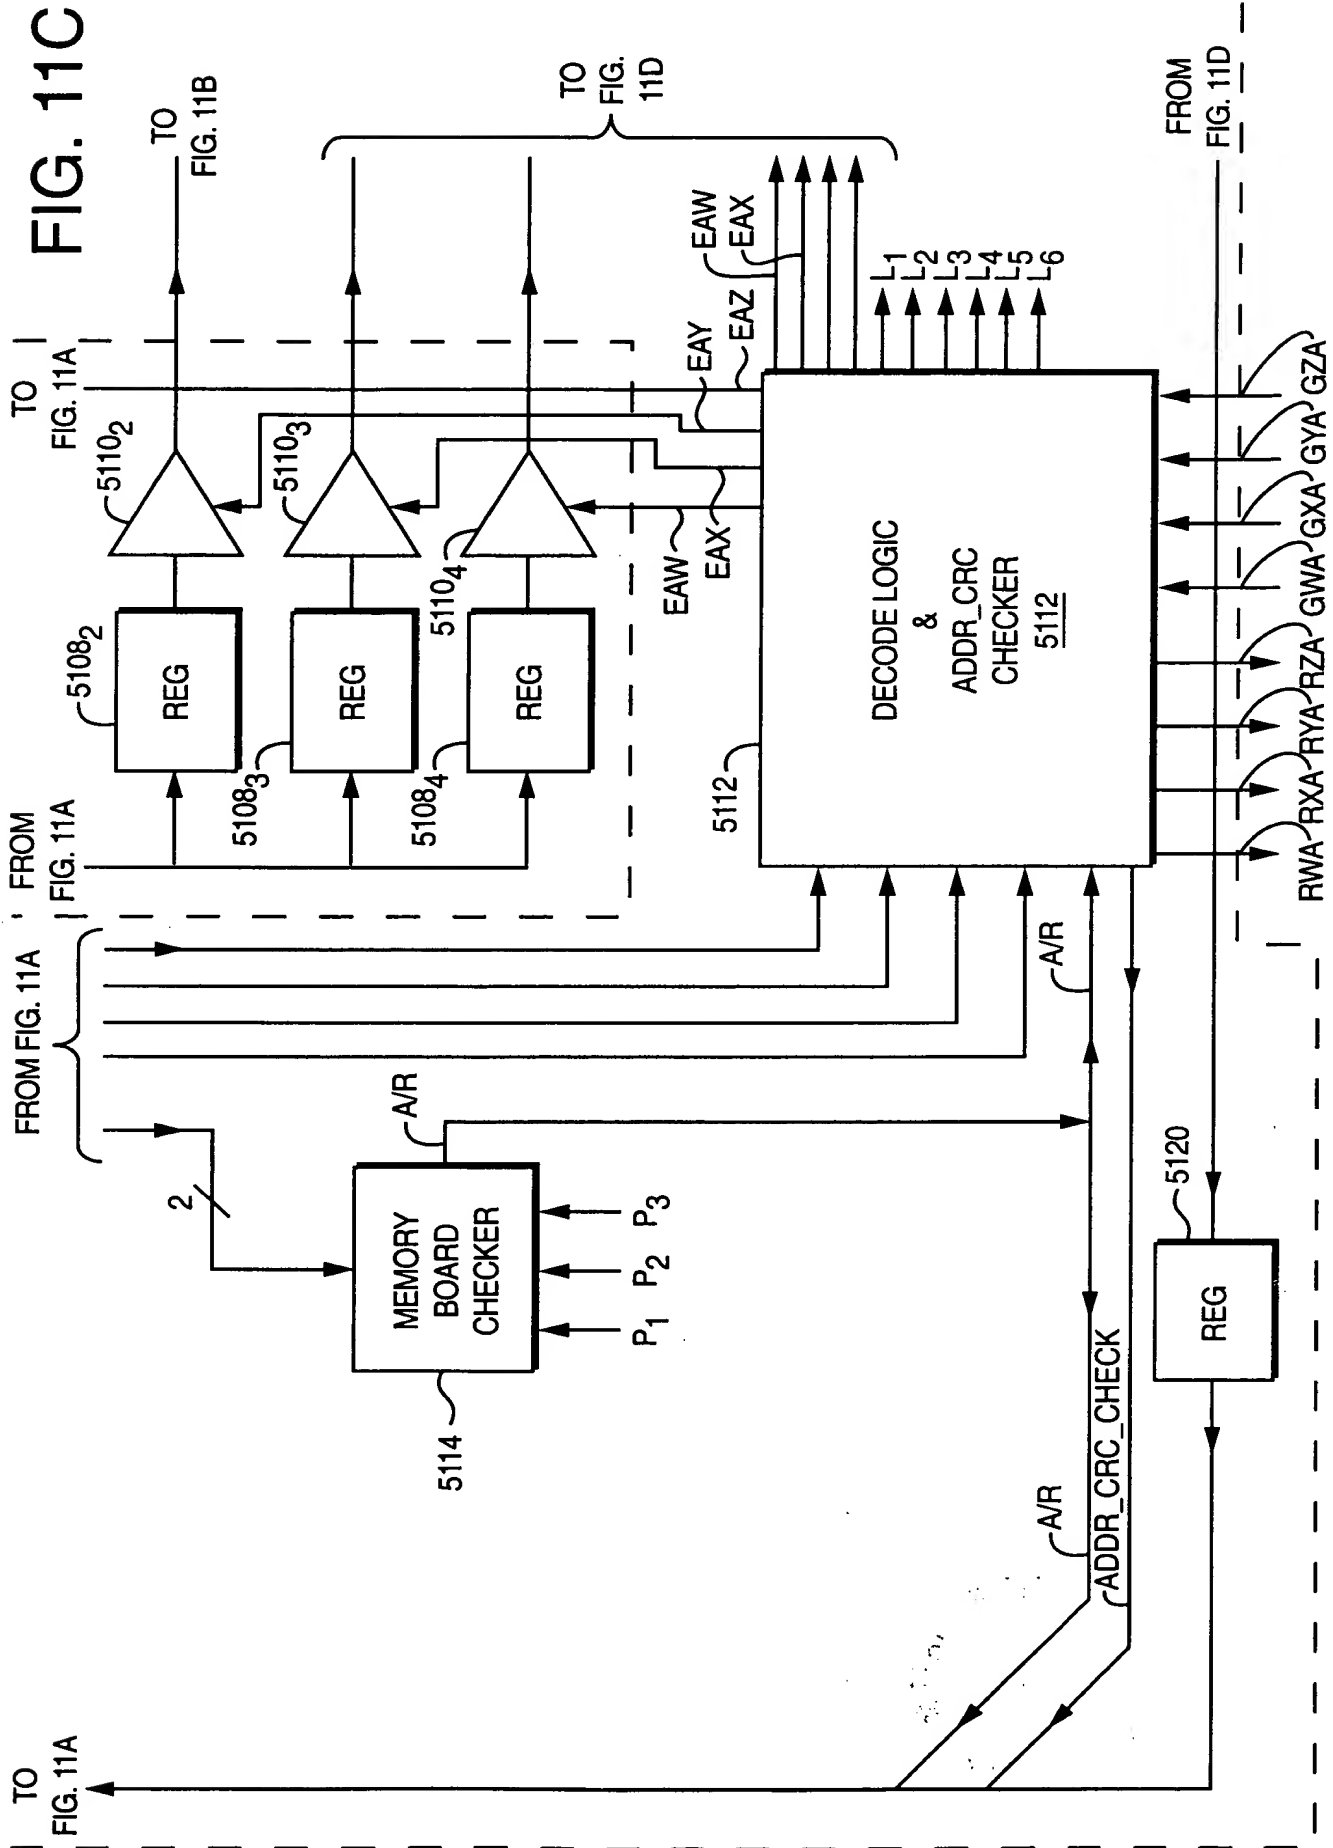 FIG. 11C
TO
FIG. 11A
FROM FIG. 11A
FROM
FIG. 11A
TO
FIG. 11A
TO
FIG. 11B
TO
FIG.
11D
2
MEMORY
BOARD
CHECKER
5114
P1
P2
P3
A/R
51082
REG
51083
REG
51084
REG
51102
51103
51104
EAW
EAX
EAY
EAZ
EAW
EAX
5112
DECODE LOGIC
&
ADDR_CRC
CHECKER
5112
L1
L2
L3
L4
L5
L6
A/R
A/R
ADDR_CRC_CHECK
5120
REG
FROM
FIG. 11D
RWA
RXA
RYA
RZA
GWA
GXA
GYA
GZA